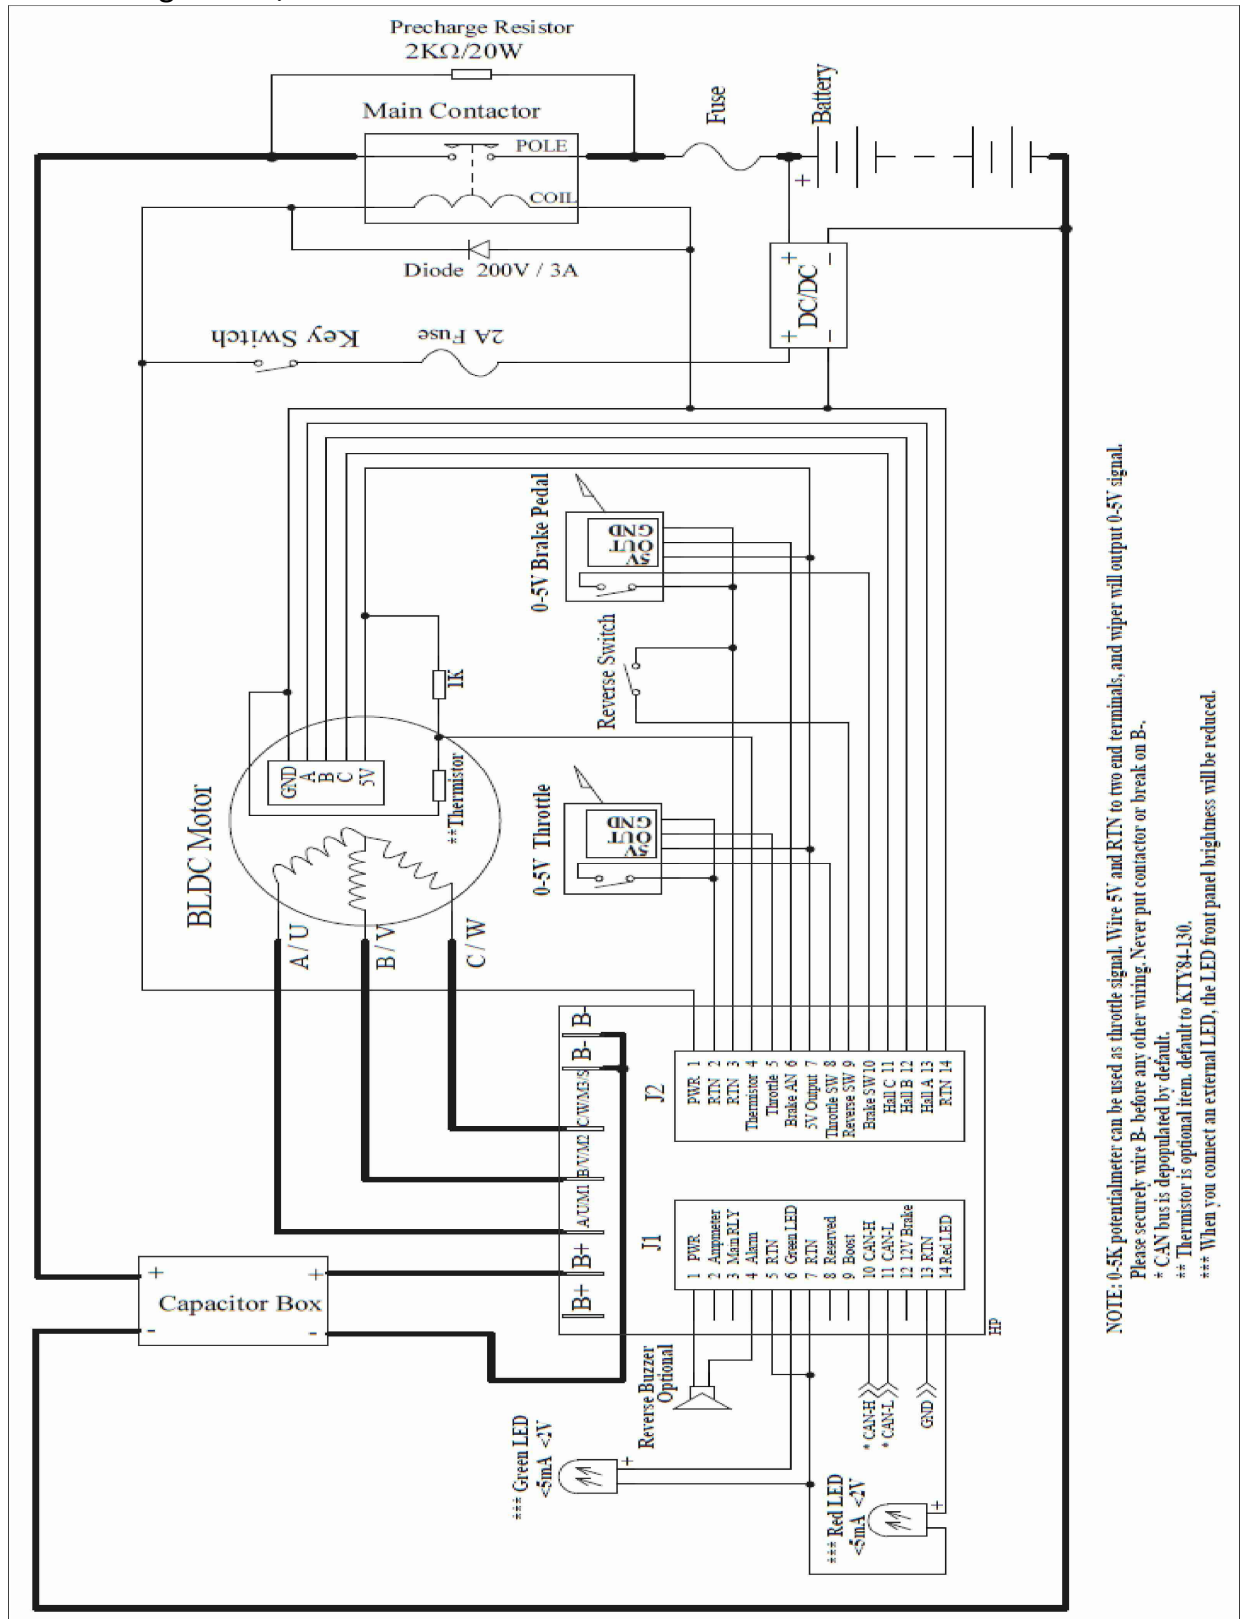 Precharge Resistor
2KΩ/20W
Main Contactor
POLE
COIL
Fuse
Battery
+
Diode 200V / 3A
Key Switch
2A Fuse
+
-
DC/DC
+
-
BLDC Motor
GND
A
B
C
5V
1K
**Thermistor
A/U
B/V
C/W
0-5V Brake Pedal
GND
OUT
5V
Reverse Switch
0-5V Throttle
GND
OUT
5V
B-
B-
C/W/M3/S
B/V/M2
A/U/M1
B+
B+
J2
PWR 1
RTN 2
RTN 3
Thermistor 4
Throttle 5
Brake AN 6
5V Output 7
Throttle SW 8
Reverse SW 9
Brake SW10
Hall C 11
Hall B 12
Hall A 13
RTN 14
J1
1 PWR
2 Ampmeter
3 Main RLY
4 Alarm
5 RTN
6 Green LED
7 RTN
8 Reserved
9 Boost
10 CAN-H
11 CAN-L
12 12V Brake
13 RTN
14 Red LED
HP
+
+
Capacitor Box
-
-
Reverse Buzzer
Optional
*** Green LED
<5mA <2V
+
* CAN-H
* CAN-L
GND
*** Red LED
<5mA <2V
+
NOTE: 0-5K potentialmeter can be used as throttle signal. Wire 5V and RTN to two end terminals, and wiper will output 0-5V signal.
Please securely wire B- before any other wiring. Never put contactor or break on B-.
* CAN bus is depopulated by default.
** Thermistor is optional item. default to KTY84-130.
*** When you connect an external LED, the LED front panel brightness will be reduced.